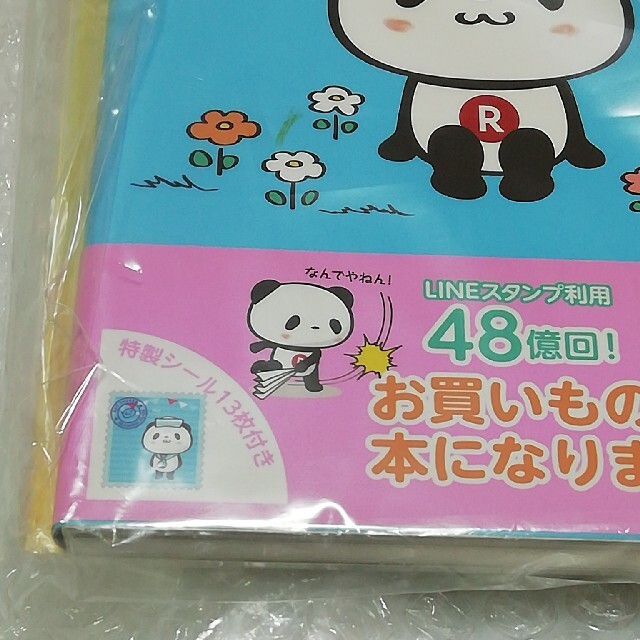 R
なんでやねん!
R
LINEスタンプ利用
48億回!
お買いもの
本になりま
特製シール13枚付き